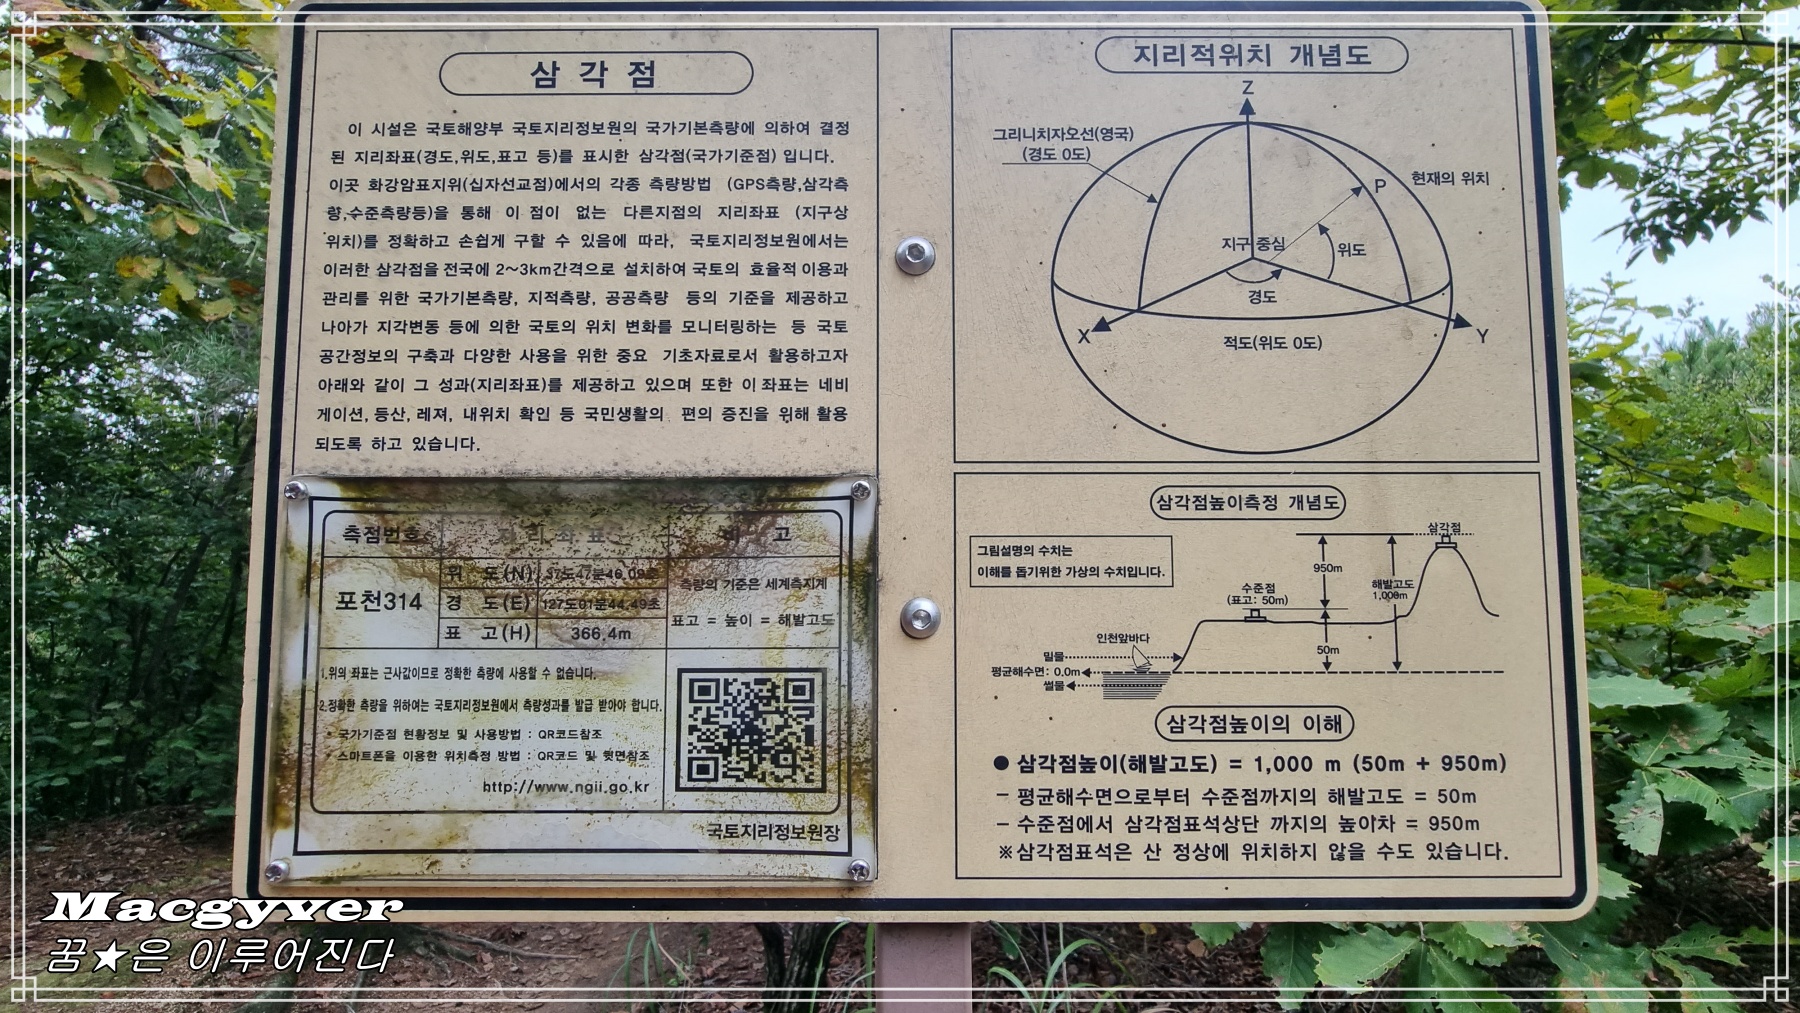 삼 각 점
이 시설은 국토해양부 국토지리정보원의 국가기본측량에 의하여 결정
된 지리좌표(경도,위도,표고 등)를 표시한 삼각점(국가기준점) 입니다.
이곳 화강암표지위(십자선교점)에서의 각종 측량방법 (GPS측량,삼각측
량,수준측량등)을 통해 이 점이 없는 다른지점의 지리좌표 (지구상
위치)를 정확하고 손쉽게 구할 수 있음에 따라, 국토지리정보원에서는
이러한 삼각점을 전국에 2~3km간격으로 설치하여 국토의 효율적 이용과
관리를 위한 국가기본측량, 지적측량, 공공측량 등의 기준을 제공하고
나아가 지각변동 등에 의한 국토의 위치 변화를 모니터링하는 등 국토
공간정보의 구축과 다양한 사용을 위한 중요 기초자료로서 활용하고자
아래와 같이 그 성과(지리좌표)를 제공하고 있으며 또한 이 좌표는 네비
게이션, 등산, 레져, 내위치 확인 등 국민생활의 편의 증진을 위해 활용
되도록 하고 있습니다.
측점번호 지 리 좌 표 비 고
포천314
위 도(N) 37도47분46.09초
경 도(E) 127도01분44.49초
표 고(H) 366.4m
측량의 기준은 세계측지계
표고 = 높이 = 해발고도
1.위의 좌표는 근사값이므로 정확한 측량에 사용할 수 없습니다.
2.정확한 측량을 위하여는 국토지리정보원에서 측량성과를 발급 받아야 합니다.
* 국가기준점 현황정보 및 사용방법 : QR코드참조
* 스마트폰을 이용한 위치측정 방법 : QR코드 및 뒷면참조
http://www.ngii.go.kr
국토지리정보원장
지리적위치 개념도
Z
그리니치자오선(영국)
(경도 0도)
P
현재의 위치
지구 중심
위도
경도
X
Y
적도(위도 0도)
삼각점높이측정 개념도
그림설명의 수치는
이해를 돕기위한 가상의 수치입니다.
삼각점
950m
해발고도
1,000m
수준점
(표고: 50m)
50m
인천앞바다
밀물
평균해수면: 0.0m
썰물
삼각점높이의 이해
● 삼각점높이(해발고도) = 1,000 m (50m + 950m)
– 평균해수면으로부터 수준점까지의 해발고도 = 50m
– 수준점에서 삼각점표석상단 까지의 높아차 = 950m
※삼각점표석은 산 정상에 위치하지 않을 수도 있습니다.
Macgyver
꿈★은 이루어진다